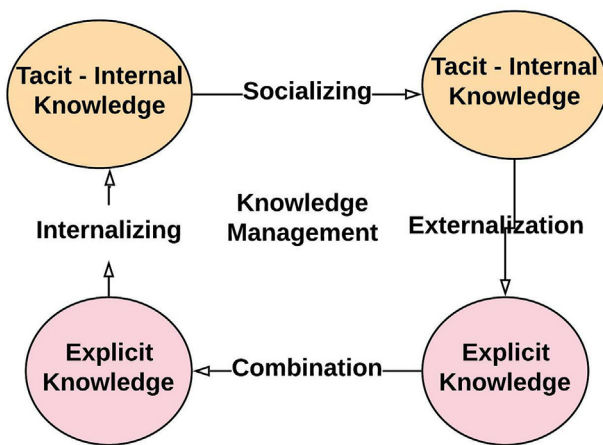 Tacit - Internal
Knowledge
Socializing
Tacit - Internal
Knowledge
Internalizing
Knowledge
Management
Externalization
Explicit
Knowledge
Combination
Explicit
Knowledge